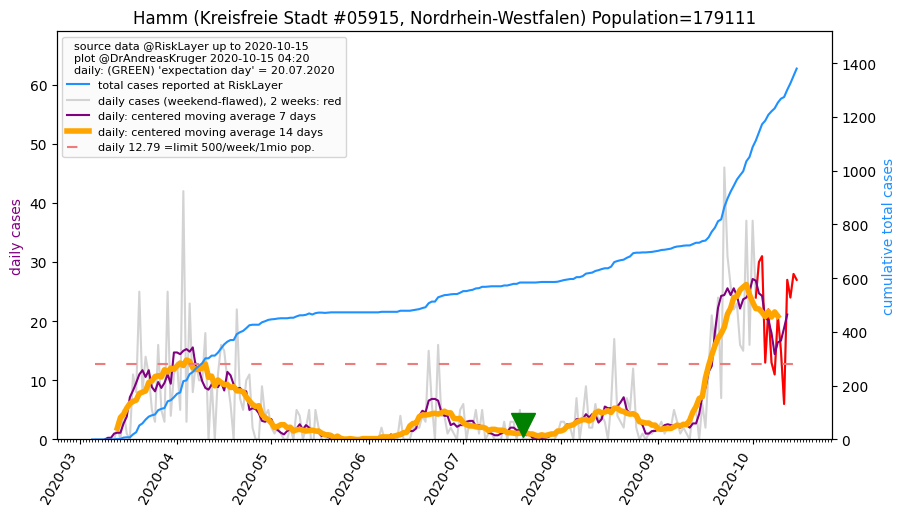 Hamm (Kreisfreie Stadt #05915, Nordrhein-Westfalen) Population=179111
source data @RiskLayer up to 2020-10-15
plot @DrAndreasKruger 2020-10-15 04:20
daily: (GREEN) 'expectation day' = 20.07.2020
total cases reported at RiskLayer
daily cases (weekend-flawed), 2 weeks: red
daily: centered moving average 7 days
daily: centered moving average 14 days
daily 12.79 =limit 500/week/1mio pop.
daily cases
60
50
40
30
20
10
0
cumulative total cases
1400
1200
1000
800
600
400
200
0
2020-03
2020-04
2020-05
2020-06
2020-07
2020-08
2020-09
2020-10